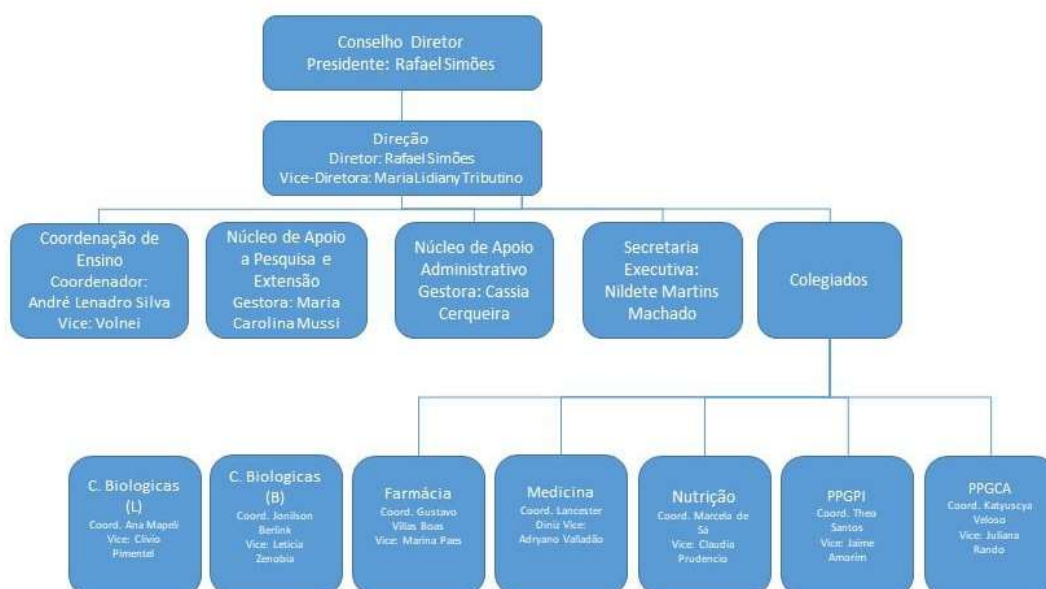 Conselho Diretor
Presidente: Rafael Simões
Direção
Diretor: Rafael Simões
Vice-Diretora: Maria Lidiany Tributino
Coordenação de
Ensino
Coordenador:
André Lenadro Silva
Vice: Volnei
Núcleo de Apoio
a Pesquisa e
Extensão
Gestora: Maria
Carolina Mussi
Núcleo de Apoio
Administrativo
Gestora: Cassia
Cerqueira
Secretaria
Executiva:
Nildete Martins
Machado
Colegiados
C. Biologicas
(L)
Coord. Ana Mapeli
Vice: Clivio
Pimentel
C. Biologicas
(B)
Coord. Jonilson
Berlink
Vice: Leticia
Zenobia
Farmácia
Coord. Gustavo
Villas Boas
Vice: Marina Paes
Medicina
Coord. Lancester
Diniz Vice:
Adryano Valladão
Nutrição
Coord. Marcela de
Sá
Vice: Claudia
Prudencio
PPGPI
Coord. Theo
Santos
Vice: Jaime
Amorim
PPGCA
Coord. Katyuscya
Veloso
Vice: Juliana
Rando